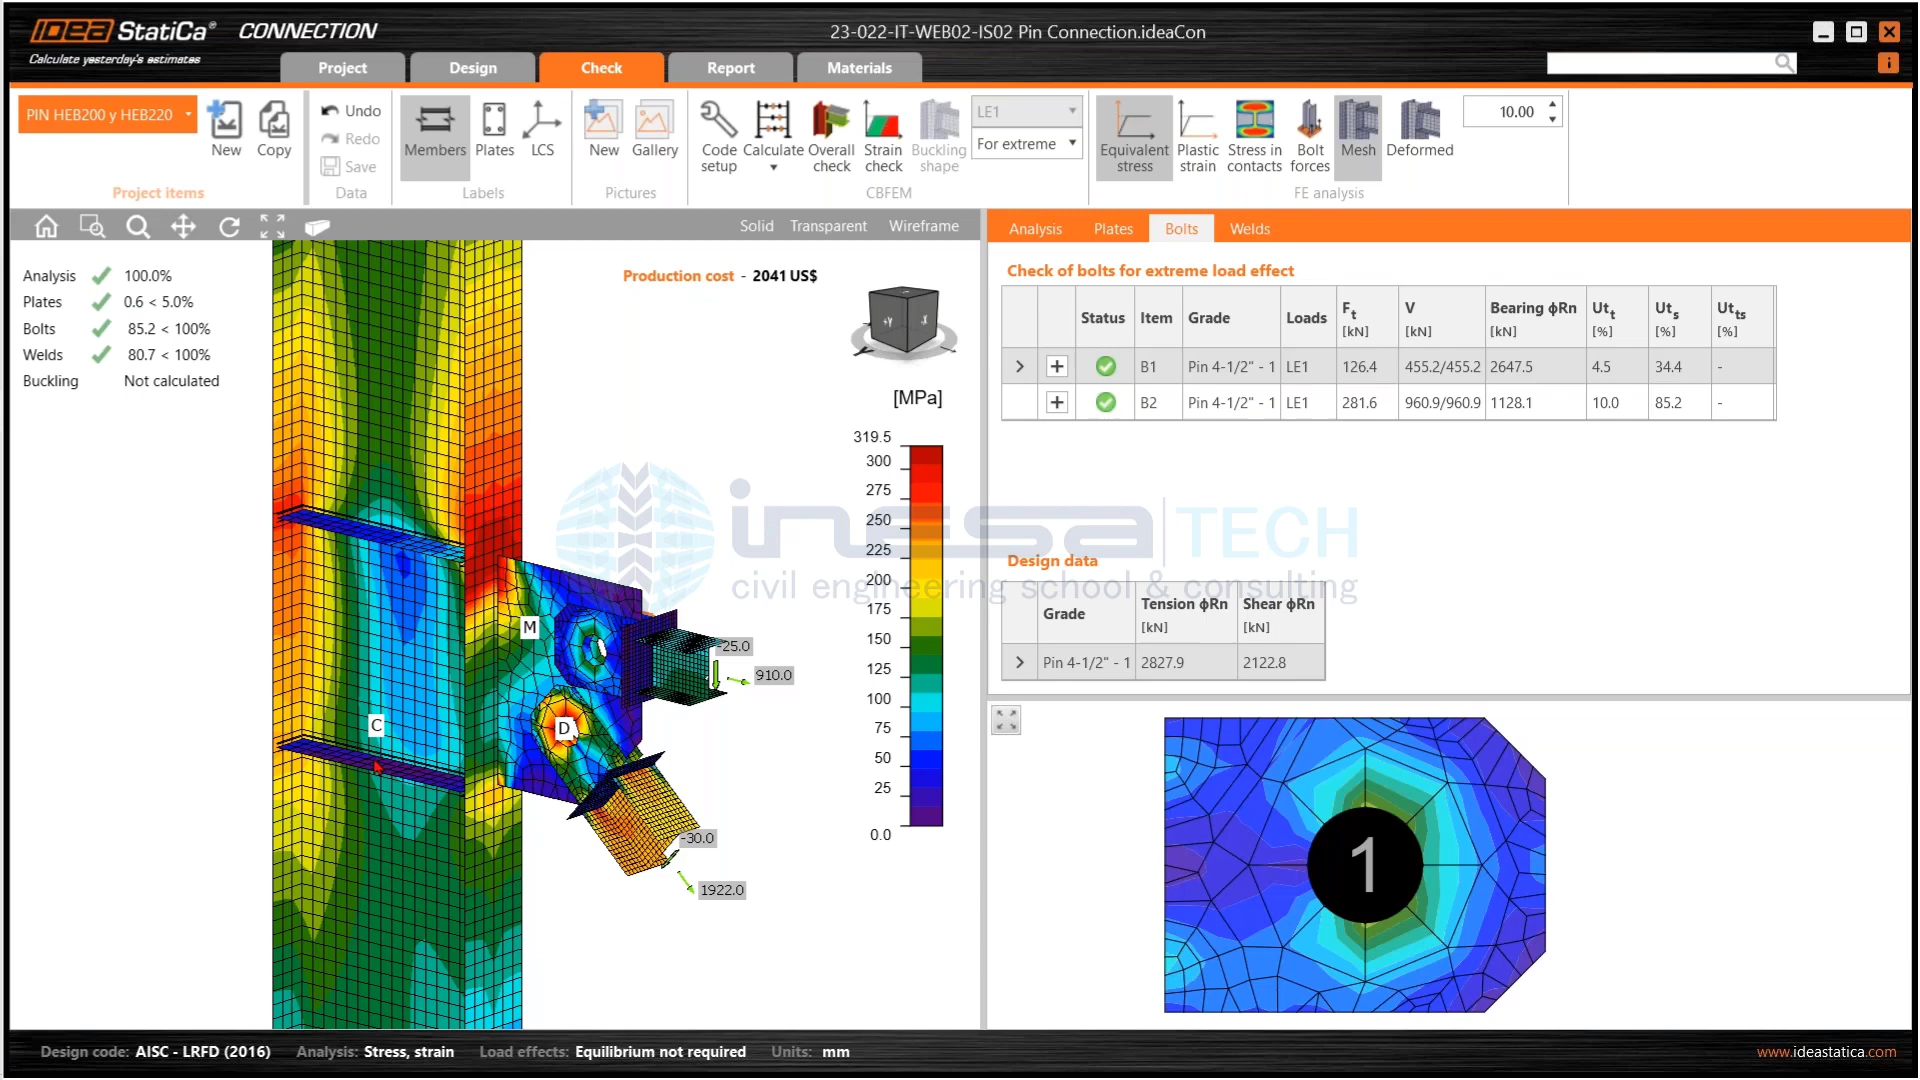 IDEA StatiCa® CONNECTION
Calculate yesterday's estimates
23-022-IT-WEB02-IS02 Pin Connection.ideaCon
Project Design Check Report Materials
PIN HEB200 y HEB220
New Copy
Project items
Undo
Redo
Save
Data
Members Plates LCS
Labels
New Gallery
Pictures
Code setup Calculate Overall check Strain check Buckling shape
LE1
For extreme
CBFEM
Equivalent stress Plastic strain Stress in contacts Bolt forces Mesh Deformed
10.00
FE analysis
Solid Transparent Wireframe
Analysis 100.0%
Plates 0.6 < 5.0%
Bolts 85.2 < 100%
Welds 80.7 < 100%
Buckling Not calculated
Production cost - 2041 US$
+Y -X
[MPa]
319.5
300
275
250
225
200
175
150
125
100
75
50
25
0.0
M
D
C
-25.0
910.0
-30.0
1922.0
inesa TECH
civil engineering school & consulting
Analysis Plates Bolts Welds
Check of bolts for extreme load effect
Status Item Grade Loads Ft [kN] V [kN] Bearing ϕRn [kN] Utt [%] Uts [%] Utts [%]
B1 Pin 4-1/2" - 1 LE1 126.4 455.2/455.2 2647.5 4.5 34.4 -
B2 Pin 4-1/2" - 1 LE1 281.6 960.9/960.9 1128.1 10.0 85.2 -
Design data
Grade Tension ϕRn [kN] Shear ϕRn [kN]
Pin 4-1/2" - 1 2827.9 2122.8
1
Design code: AISC - LRFD (2016) Analysis: Stress, strain Load effects: Equilibrium not required Units: mm
www.ideastatica.com